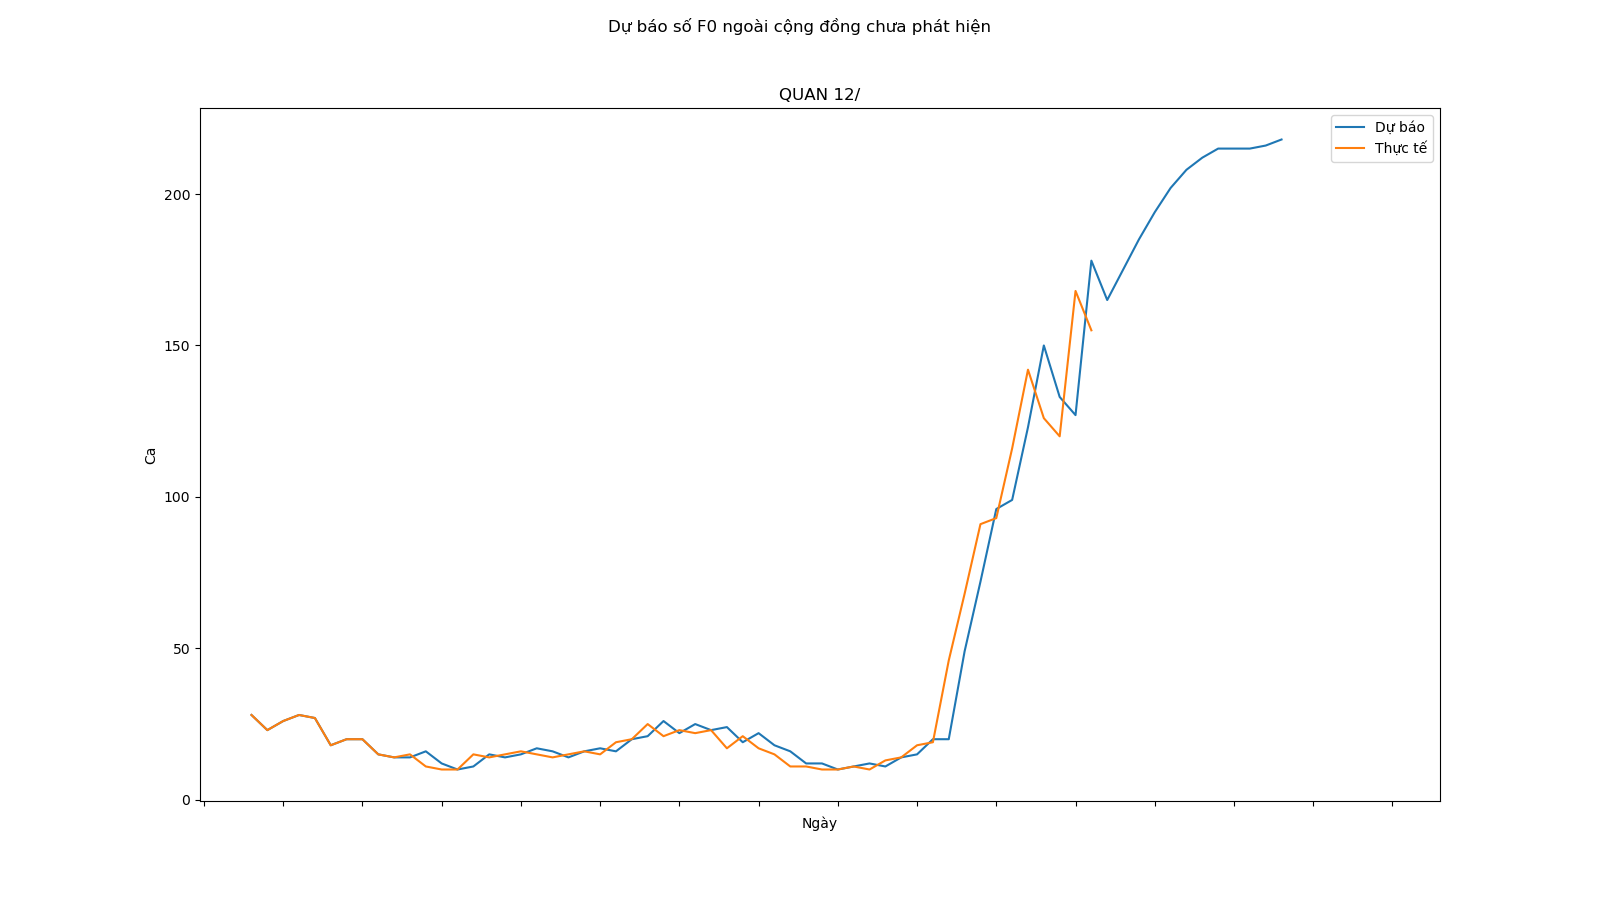 Dự báo số F0 ngoài cộng đồng chưa phát hiện
QUAN 12/
Dự báo
Thực tế
200
150
100
50
0
Ca
Ngày